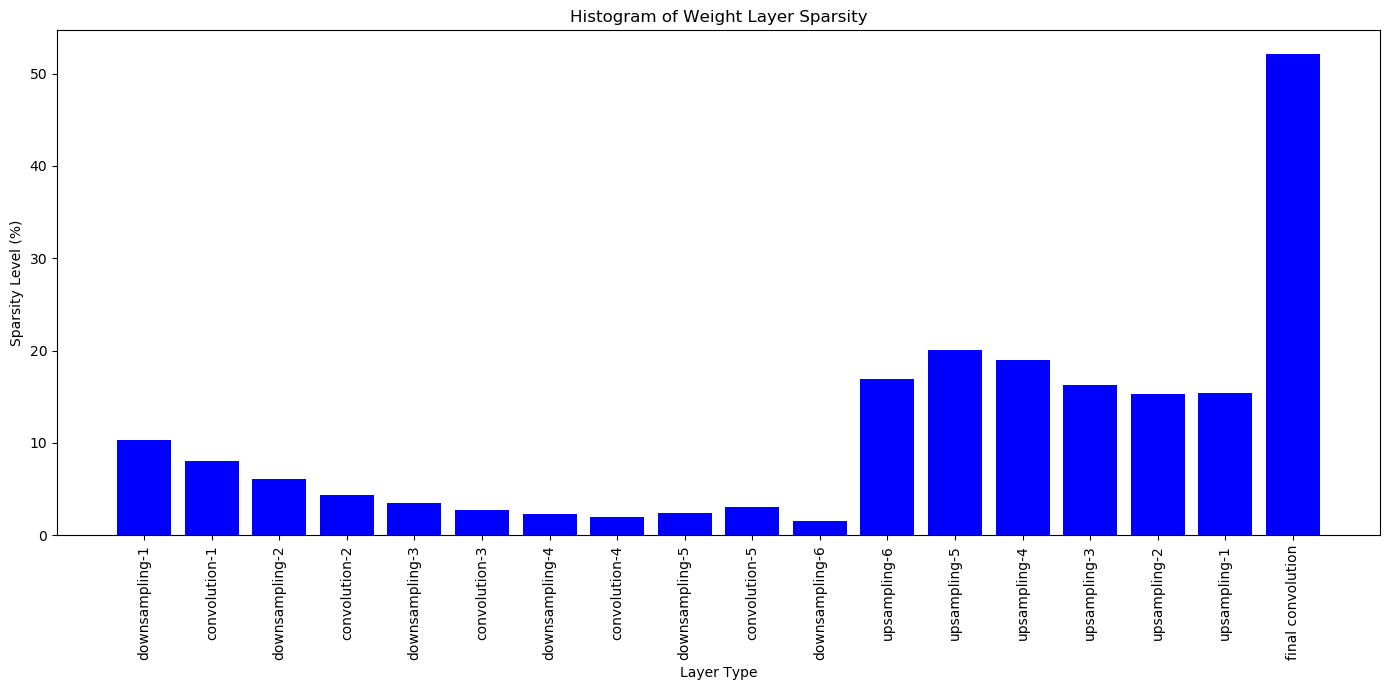 Histogram of Weight Layer Sparsity
Sparsity Level (%)
50
40
30
20
10
0
downsampling-1
convolution-1
downsampling-2
convolution-2
downsampling-3
convolution-3
downsampling-4
convolution-4
downsampling-5
convolution-5
downsampling-6
upsampling-6
upsampling-5
upsampling-4
upsampling-3
upsampling-2
upsampling-1
final convolution
Layer Type